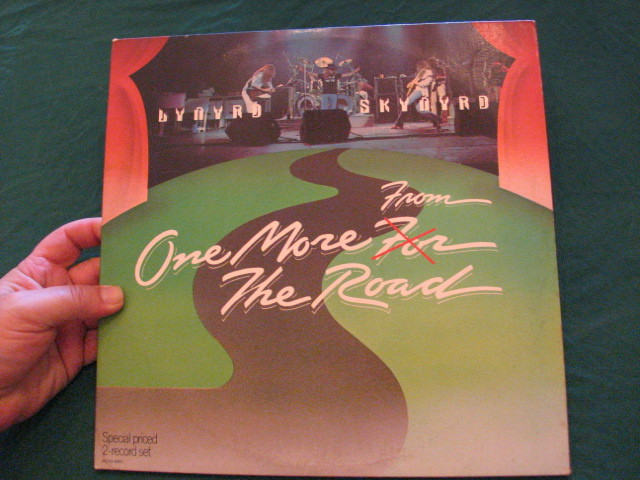 LYNYRD SKYNYRD
From
One More For
The Road
Special priced
2-record set